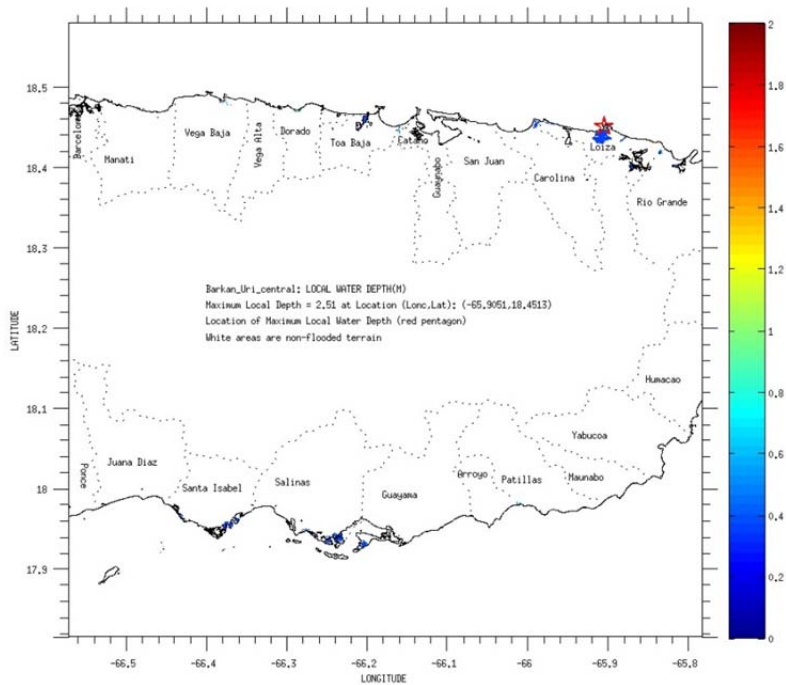 18.5
18.4
18.3
18.2
18.1
18
17.9
LATITUDE
Barcelon
Manati
Vega Baja
Vega Alta
Dorado
Toa Baja
Catano
Guaynabo
San Juan
Carolina
Loiza
Rio Grande
Barkan_Uri_central: LOCAL WATER DEPTH(M)
Maximum Local Depth = 2.51 at Location (Lonc,Lat): (-65.9051,18.4513)
Location of Maximum Local Water Depth (red pentagon)
White areas are non-flooded terrain
Humacao
Yabucoa
Maunabo
Patillas
Arroyo
Guayama
Salinas
Santa Isabel
Juana Diaz
Ponce
-66.5 -66.4 -66.3 -66.2 -66.1 -66 -65.9 -65.8
LONGITUDE
2
1.8
1.6
1.4
1.2
1
0.8
0.6
0.4
0.2
0